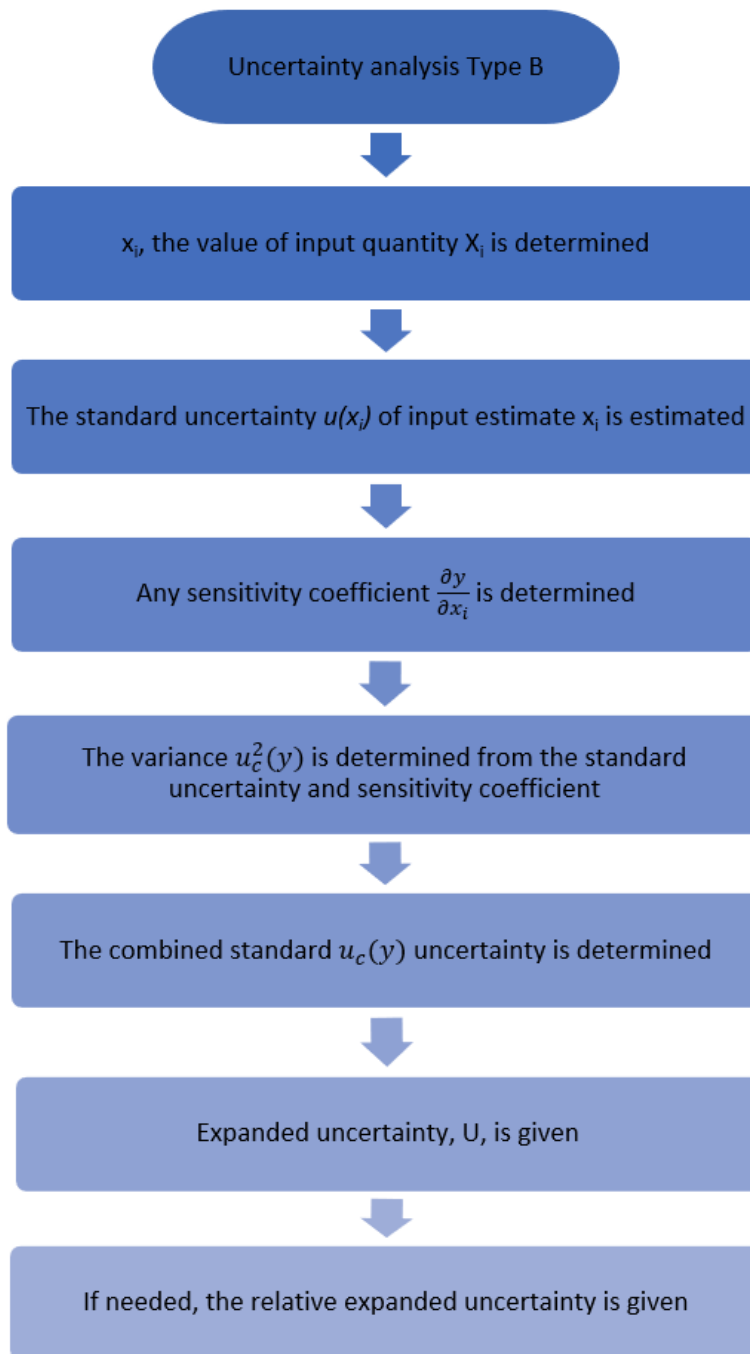 Uncertainty analysis Type B
xᵢ, the value of input quantity Xᵢ is determined
The standard uncertainty u(xᵢ) of input estimate xᵢ is estimated
Any sensitivity coefficient ∂y/∂xᵢ is determined
The variance u_c²(y) is determined from the standard
uncertainty and sensitivity coefficient
The combined standard u_c(y) uncertainty is determined
Expanded uncertainty, U, is given
If needed, the relative expanded uncertainty is given